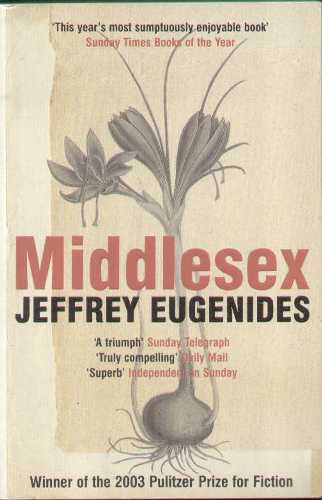 'This year's most sumptuously enjoyable book'
Sunday Times Books of the Year
Middlesex
JEFFREY EUGENIDES
'A triumph' Sunday Telegraph
'Truly compelling' Daily Mail
'Superb' Independent on Sunday
Winner of the 2003 Pulitzer Prize for Fiction